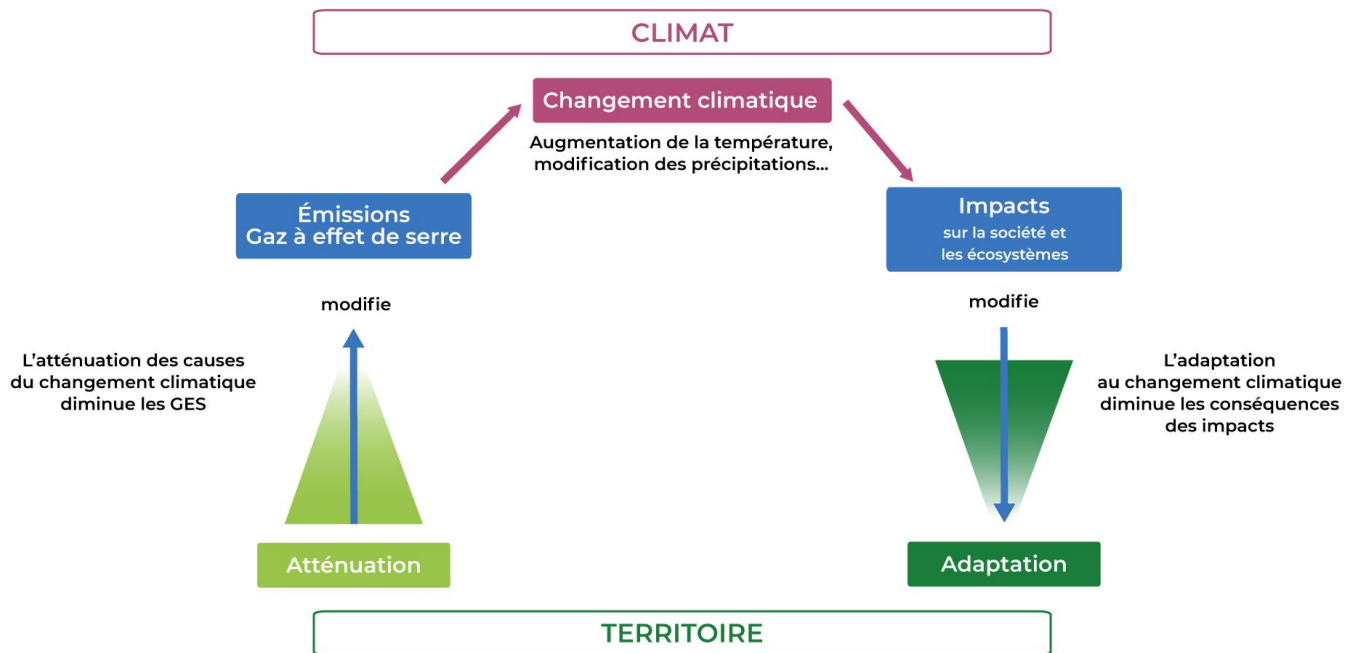 CLIMAT
Changement climatique
Augmentation de la température,
modification des précipitations...
Émissions
Gaz à effet de serre
Impacts
sur la société et
les écosystèmes
modifie
modifie
L’atténuation des causes
du changement climatique
diminue les GES
L’adaptation
au changement climatique
diminue les conséquences
des impacts
Atténuation
Adaptation
TERRITOIRE